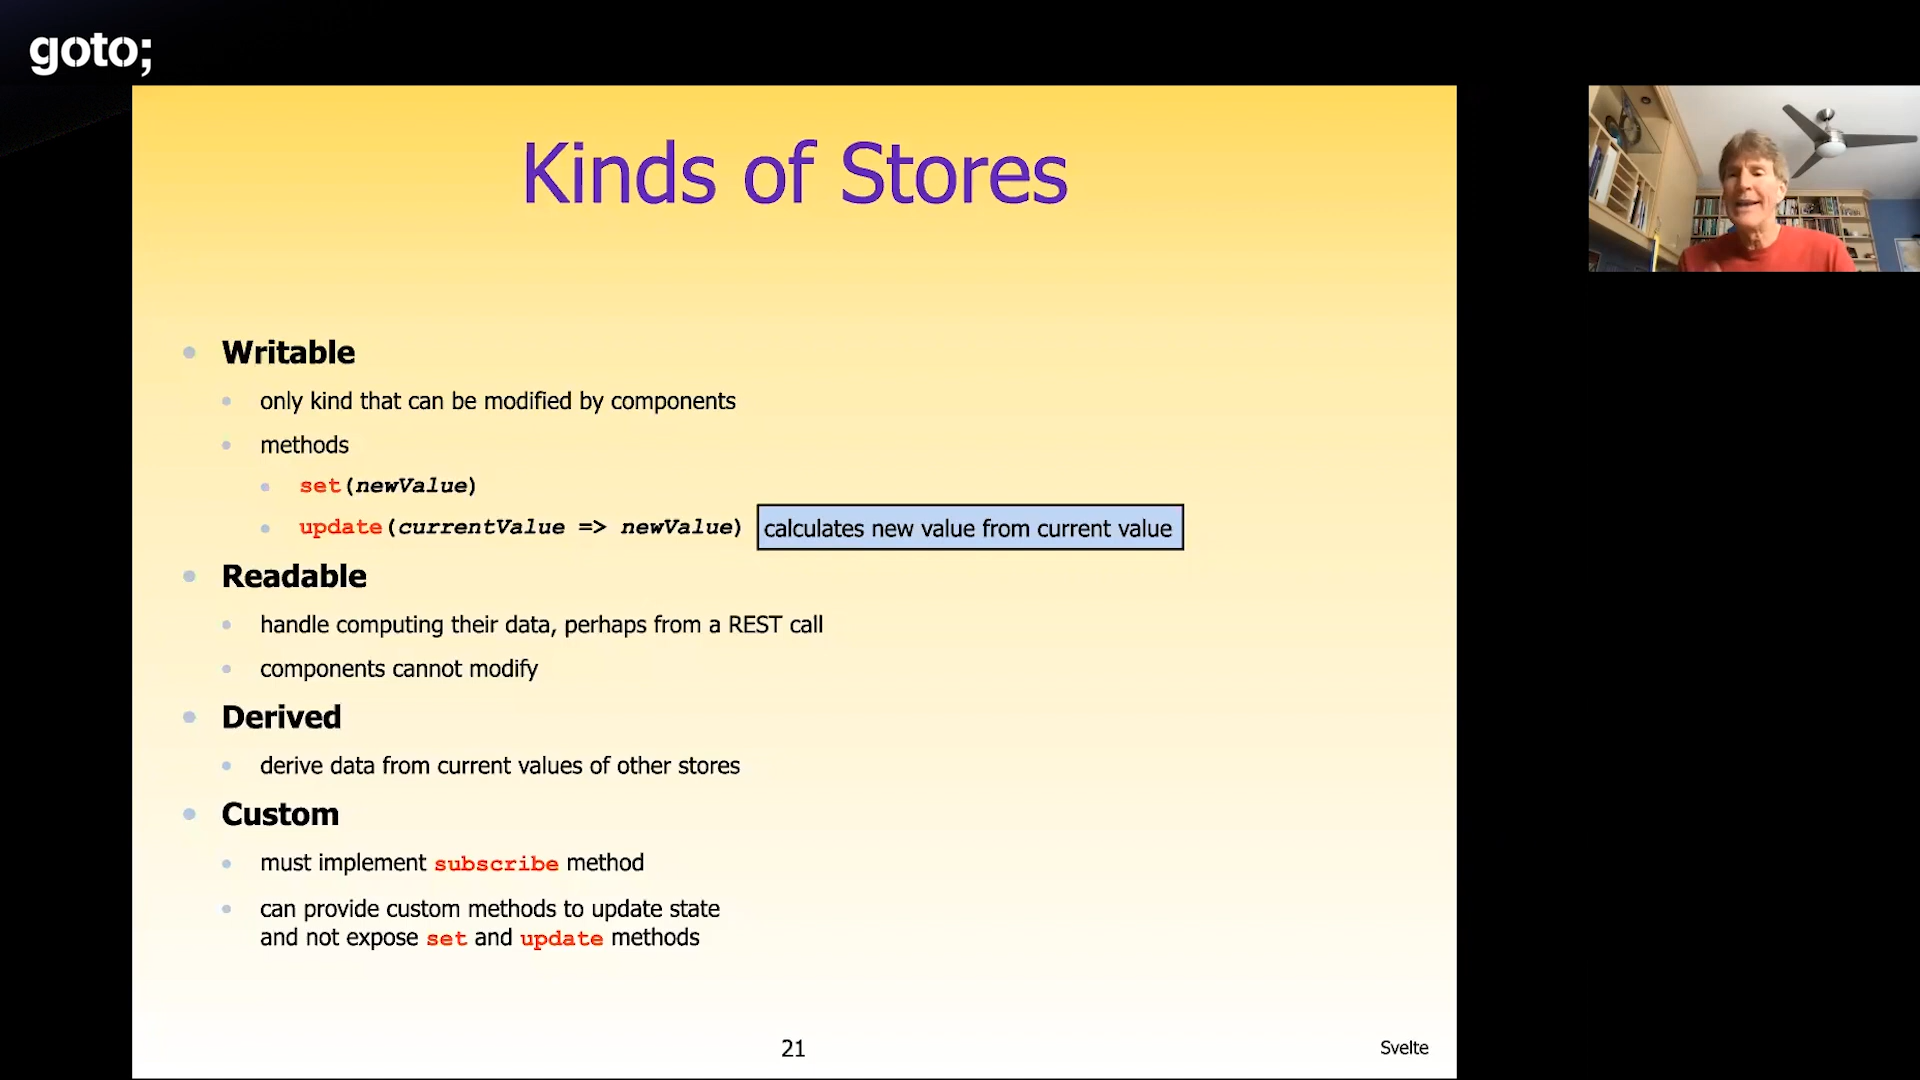 goto;
Kinds of Stores
Writable
only kind that can be modified by components
methods
set(newValue)
update(currentValue => newValue) calculates new value from current value
Readable
handle computing their data, perhaps from a REST call
components cannot modify
Derived
derive data from current values of other stores
Custom
must implement subscribe method
can provide custom methods to update state
and not expose set and update methods
21
Svelte